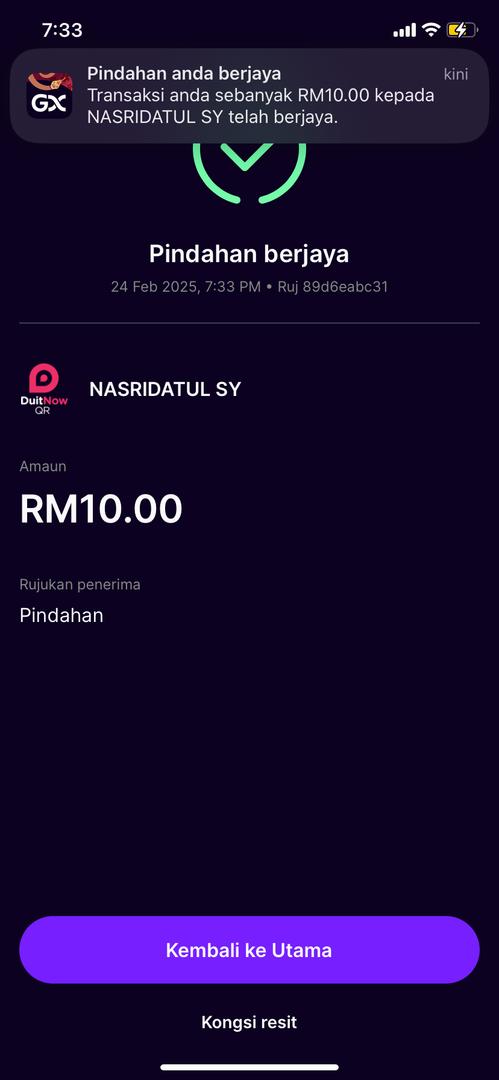 7:33
Pindahan anda berjaya
kini
GX
Transaksi anda sebanyak RM10.00 kepada
NASRIDATUL SY telah berjaya.
Pindahan berjaya
24 Feb 2025, 7:33 PM • Ruj 89d6eabc31
DuitNow
QR
NASRIDATUL SY
Amaun
RM10.00
Rujukan penerima
Pindahan
Kembali ke Utama
Kongsi resit